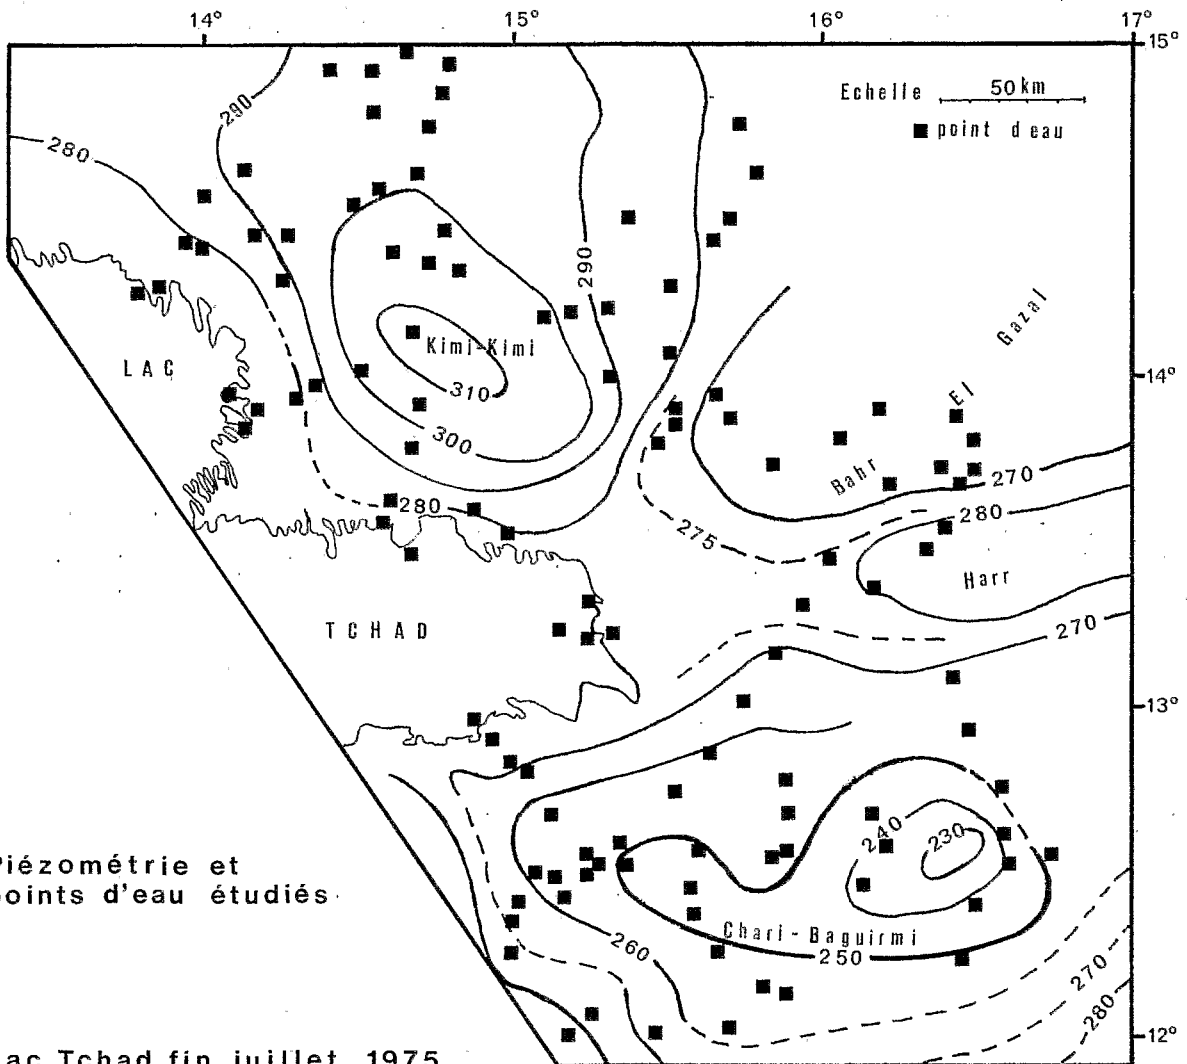 14° 15° 16° 17°
15°
Echelle 50 km
point d'eau
290
280
290
Gazal
LAC
Kimi-Kimi
14°
310
El
300
Bahr
270
280
280
275
Harr
TCHAD
270
13°
240
230
Piézométrie et
points d'eau étudiés
Chari-Baguirmi
260
250
270
280
12°
Lac Tchad fin juillet 1975